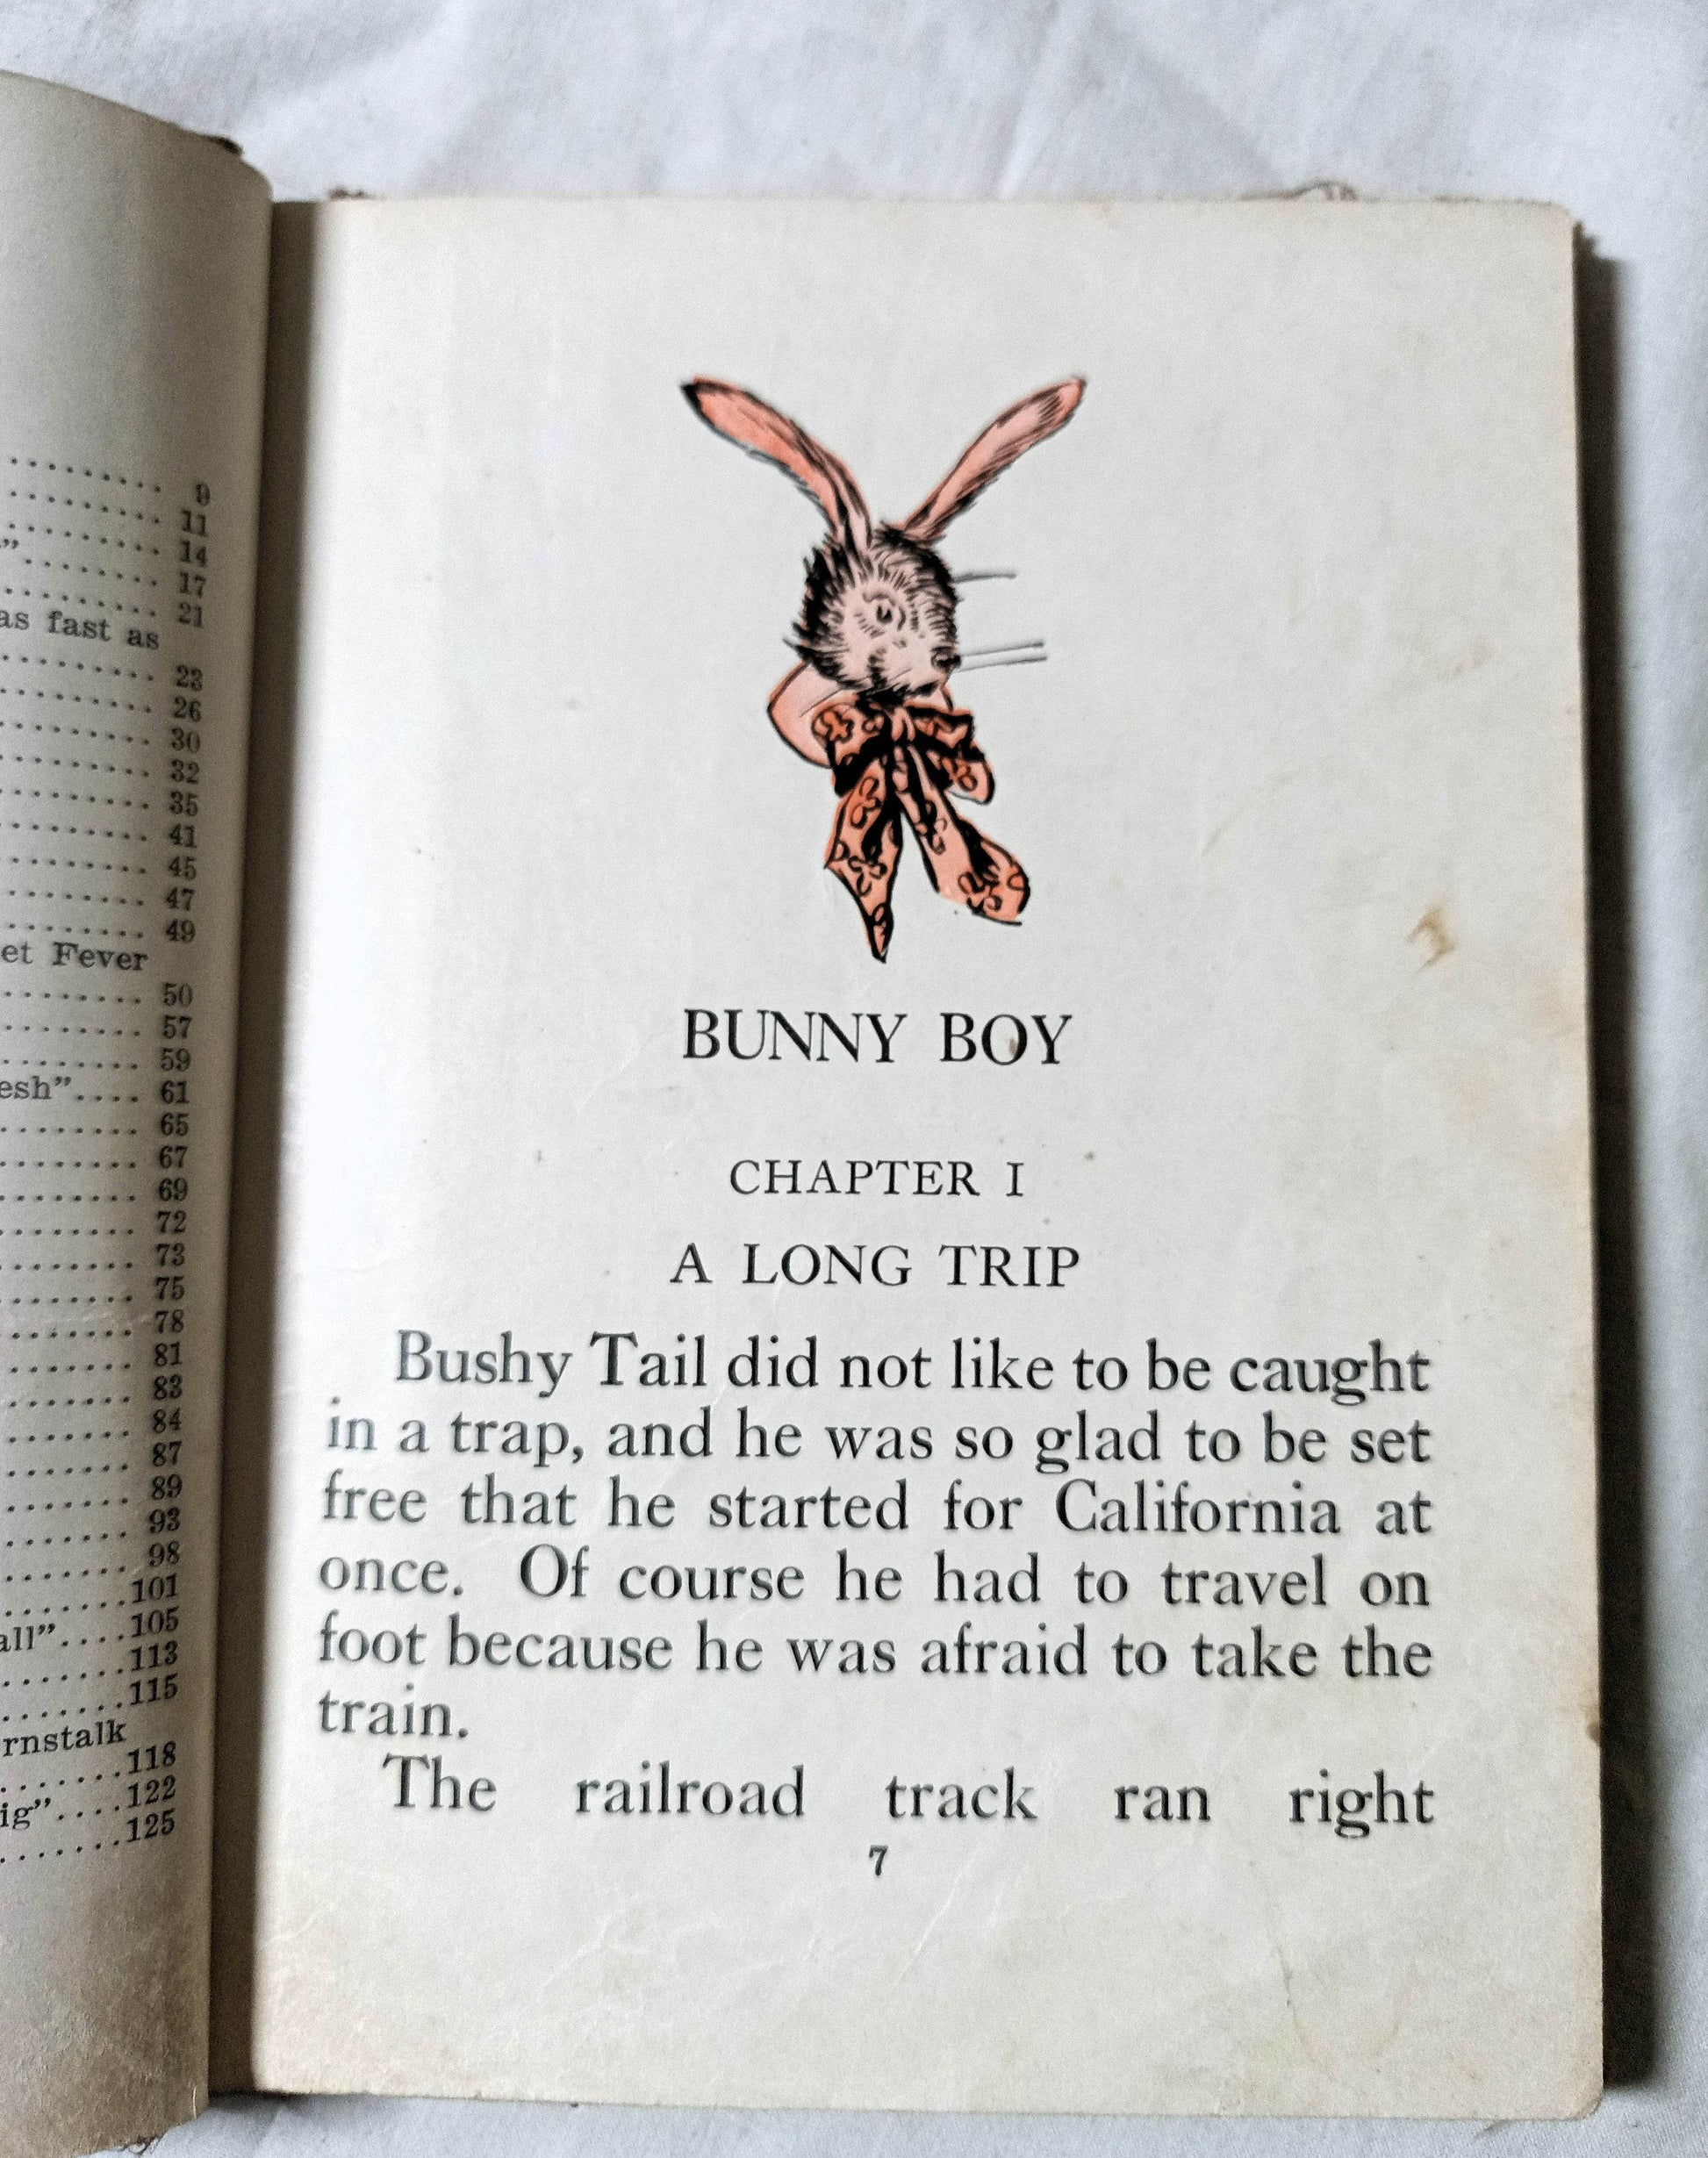 9
11
14
”........ 17
21
as fast as
23
26
30
32
35
41
45
47
49
et Fever
50
57
59
esh”.... 61
65
67
69
72
73
75
78
81
83
84
87
89
93
98
101
all”....105
113
115
rnstalk
118
ig”....122
125
BUNNY BOY
CHAPTER I
A LONG TRIP
Bushy Tail did not like to be caught
in a trap, and he was so glad to be set
free that he started for California at
once. Of course he had to travel on
foot because he was afraid to take the
train.
The railroad track ran right
7